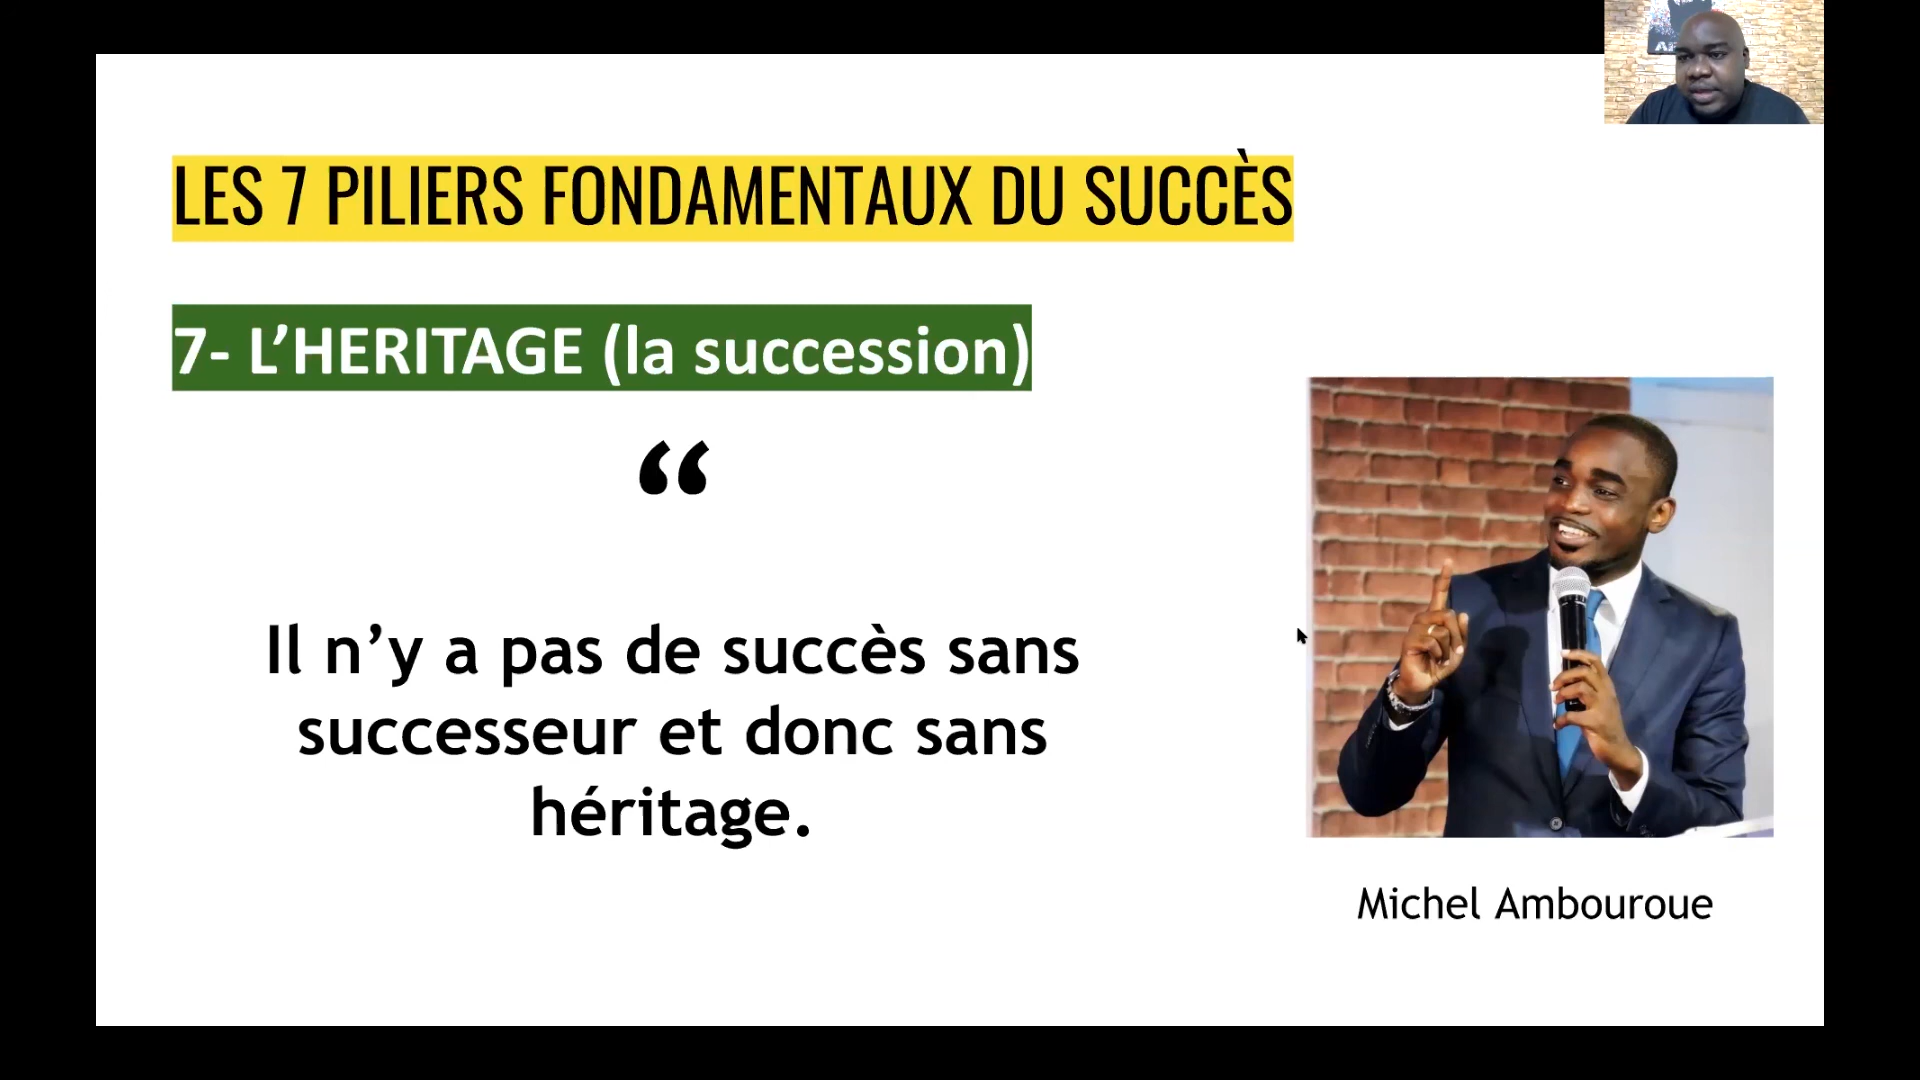 LES 7 PILIERS FONDAMENTAUX DU SUCCÈS
7- L’HERITAGE (la succession)
“
Il n’y a pas de succès sans
successeur et donc sans
héritage.
Michel Ambouroue